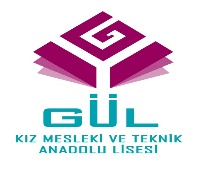 GÜL
KIZ MESLEKİ VE TEKNİK
ANADOLU LİSESİ